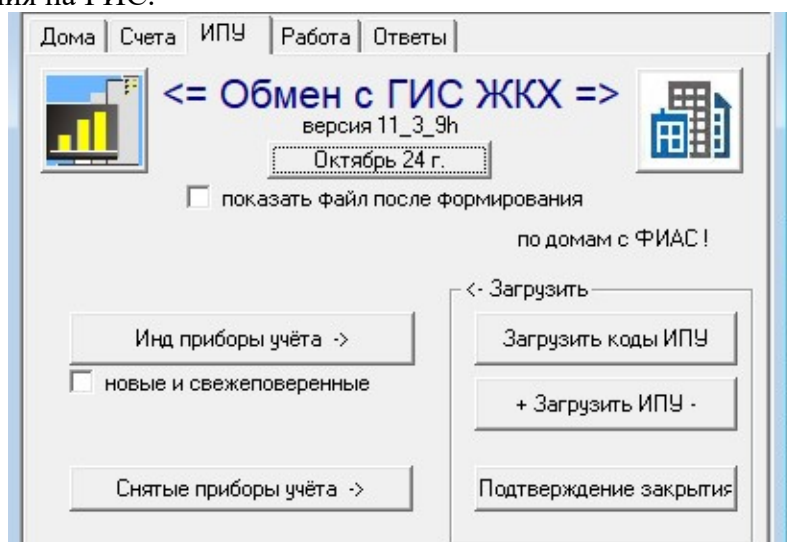 ия на ГИС.
Дома Счета ИПУ Работа Ответы
<= Обмен с ГИС ЖКХ =>
версия 11_3_9h
Октябрь 24 г.
показать файл после формирования
по домам с ФИАС !
<- Загрузить
Инд приборы учёта ->
Загрузить коды ИПУ
новые и свежеповеренные
+ Загрузить ИПУ -
Снятые приборы учёта ->
Подтверждение закрытия